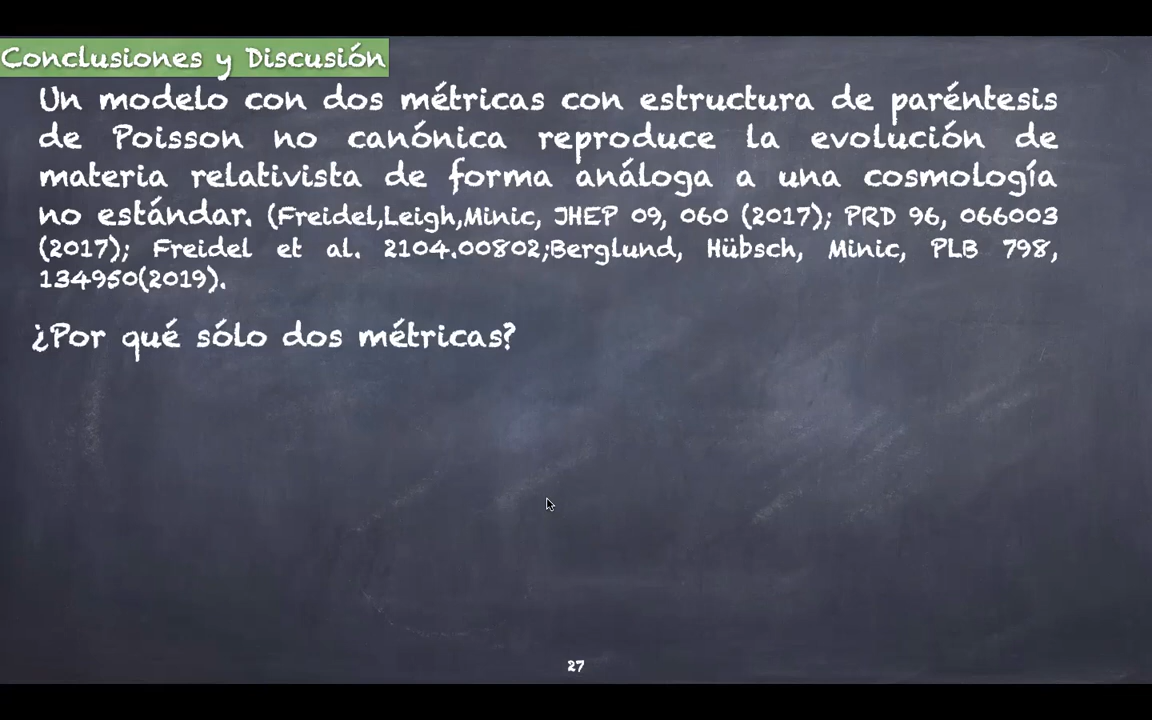 Conclusiones y Discusión
Un modelo con dos métricas con estructura de paréntesis
de Poisson no canónica reproduce la evolución de
materia relativista de forma análoga a una cosmología
no estándar. (Freidel,Leigh,Minic, JHEP 09, 060 (2017); PRD 96, 066003
(2017); Freidel et al. 2104.00802;Berglund, Hübsch, Minic, PLB 798,
134950(2019).
¿Por qué sólo dos métricas?
27